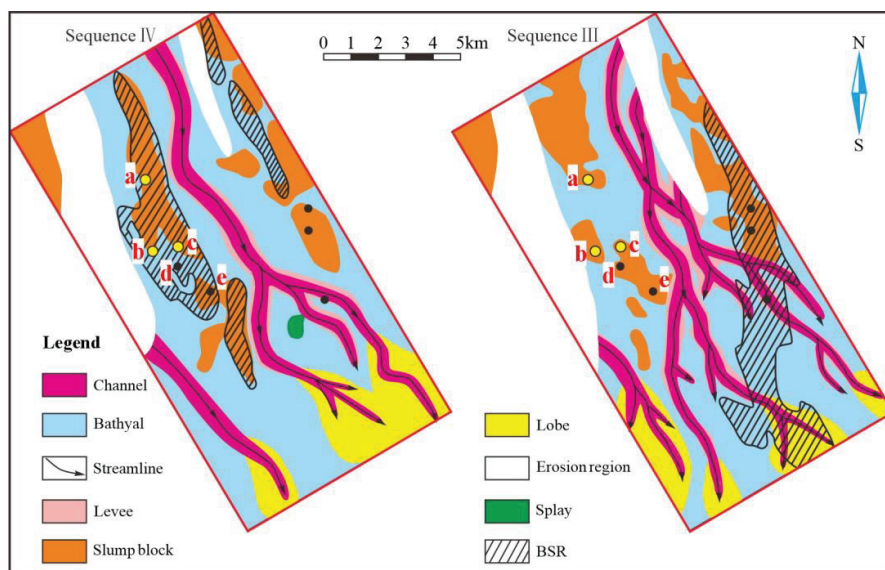 Sequence IV
0 1 2 3 4 5km
Sequence III
N
S
a
b
c
d
e
a
b
c
d
e
Legend
Channel
Bathyal
Streamline
Levee
Slump block
Lobe
Erosion region
Splay
BSR